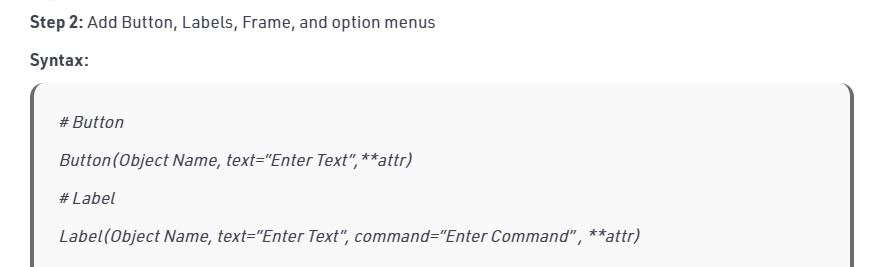 Step 2: Add Button, Labels, Frame, and option menus
Syntax:
# Button
Button(Object Name, text="Enter Text",**attr)
# Label
Label(Object Name, text="Enter Text", command="Enter Command" , **attr)